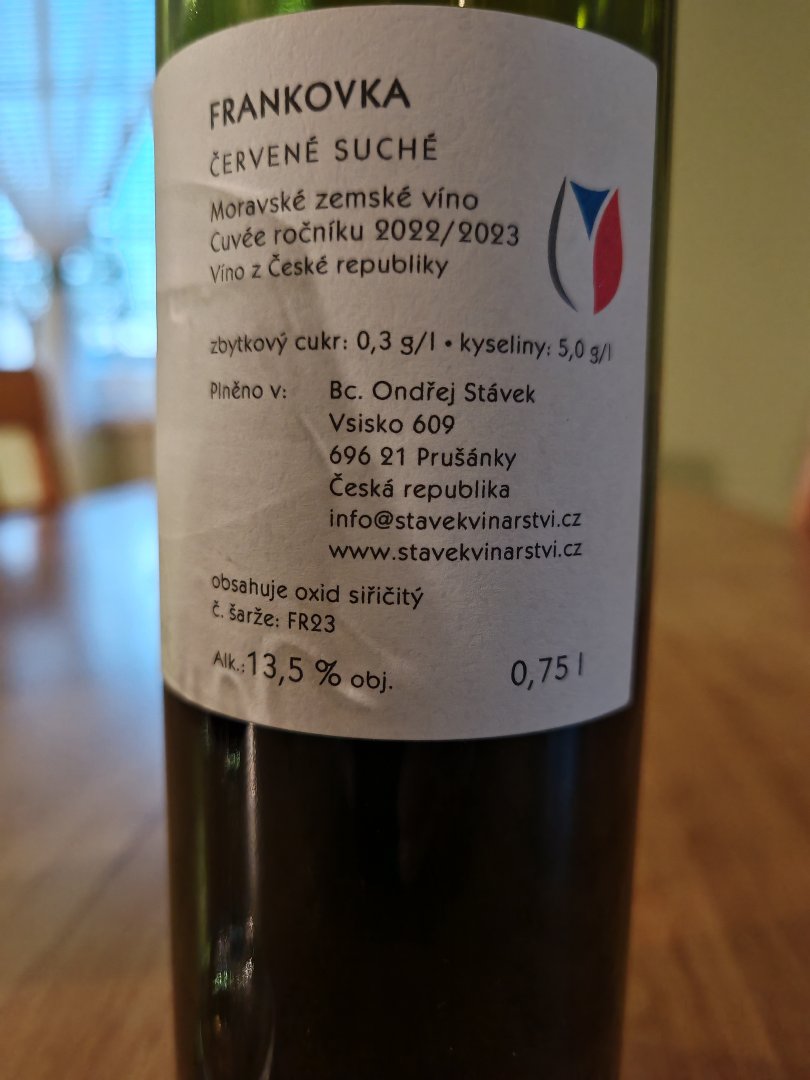 FRANKOVKA
ČERVENÉ SUCHÉ
Moravské zemské víno
Cuvée ročníku 2022/2023
Víno z České republiky
zbytkový cukr: 0,3 g/l • kyseliny: 5,0 g/l
Plněno v: Bc. Ondřej Stávek
Vsisko 609
696 21 Prušánky
Česká republika
info@stavekvinarstvi.cz
www.stavekvinarstvi.cz
obsahuje oxid siřičitý
č. šarže: FR23
Alk.: 13,5 % obj. 0,75 l